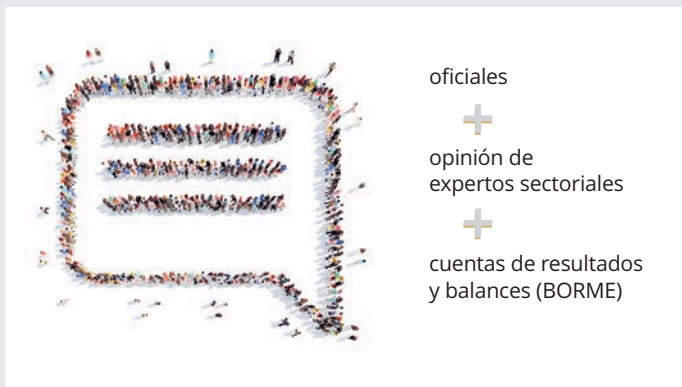 oficiales
+
opinión de
expertos sectoriales
+
cuentas de resultados
y balances (BORME)